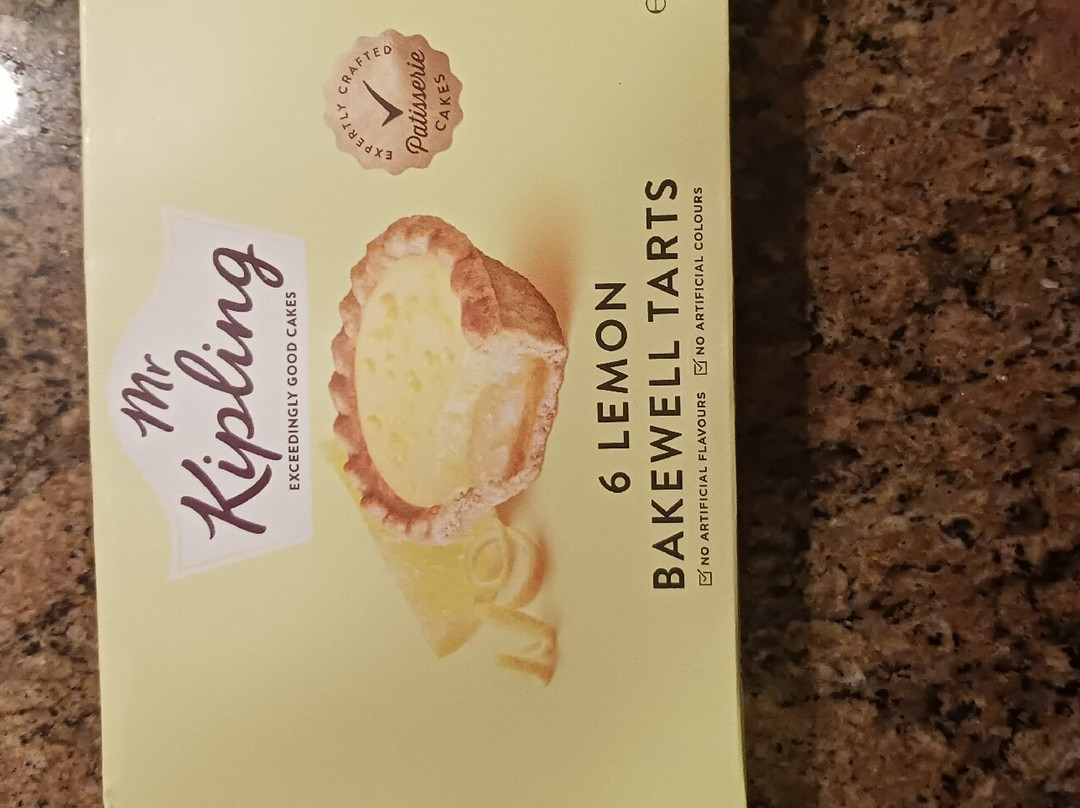 Mr
Kipling
EXCEEDINGLY GOOD CAKES
EXPERTLY CRAFTED
Patisserie
CAKES
6 LEMON
BAKEWELL TARTS
☑ NO ARTIFICIAL FLAVOURS ☑ NO ARTIFICIAL COLOURS
℮